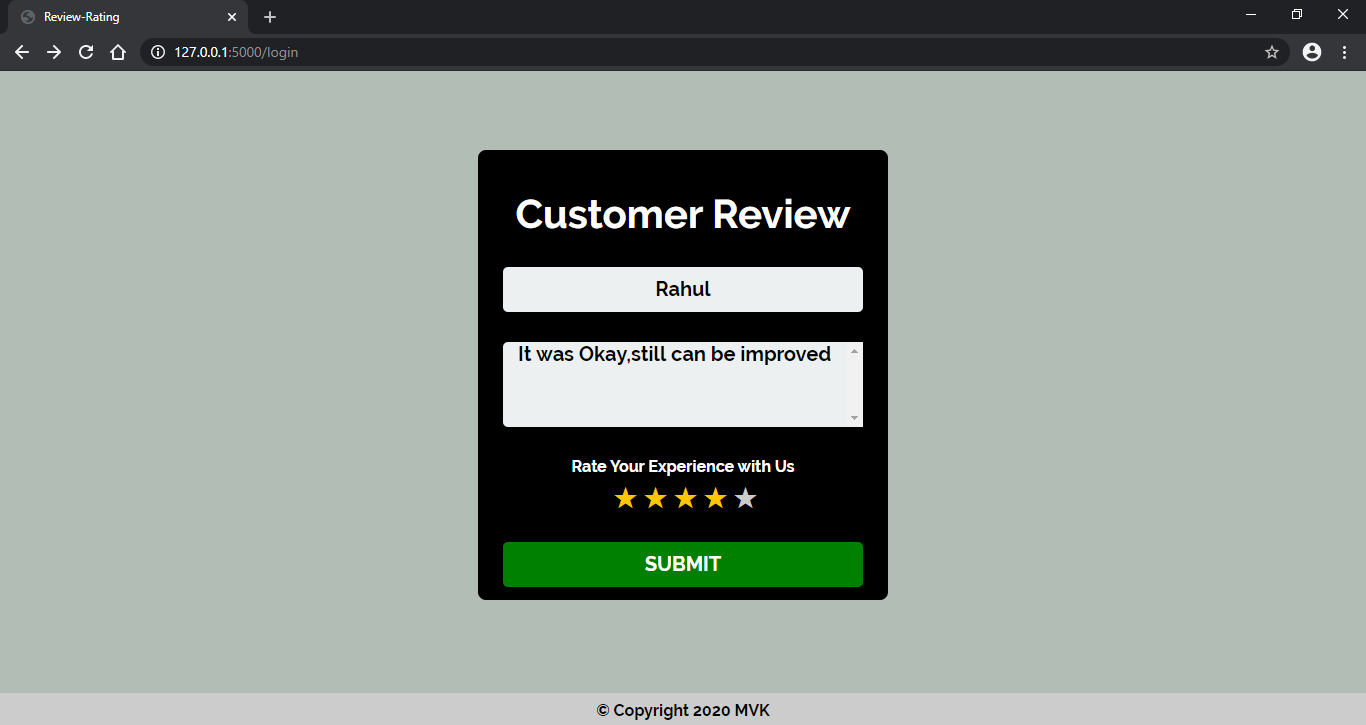 Review-Rating
127.0.0.1:5000/login
Customer Review
Rahul
It was Okay,still can be improved
Rate Your Experience with Us
SUBMIT
© Copyright 2020 MVK